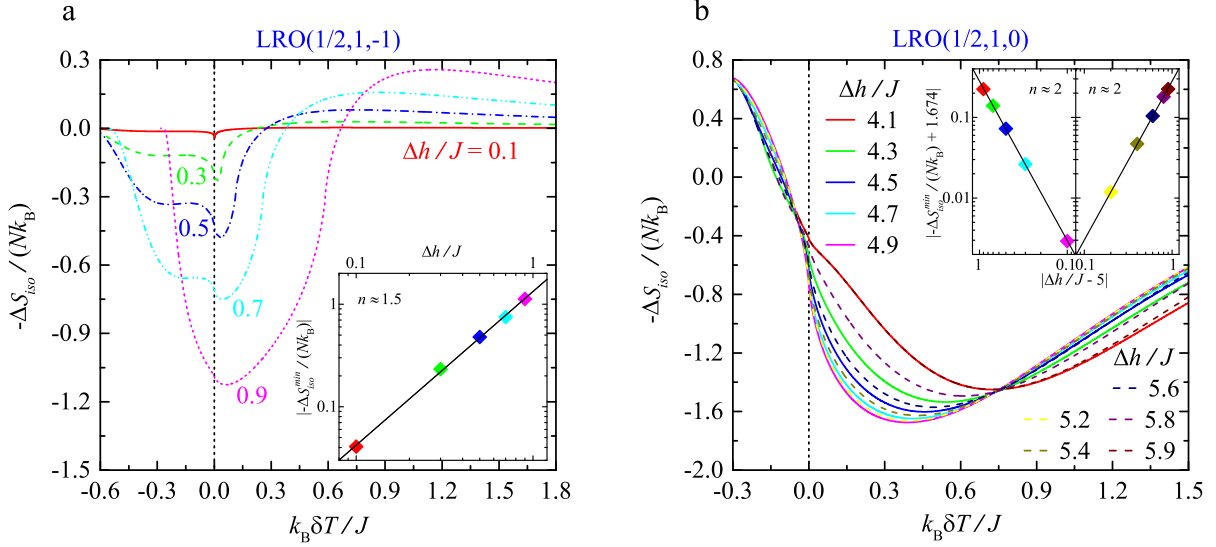 a
LRO(1/2,1,-1)
0.3
0.0
-0.3
-0.6
-0.9
-1.2
-1.5
-ΔS_iso / (Nk_B)
-0.6 -0.3 0.0 0.3 0.6 0.9 1.2 1.5 1.8
k_B δT / J
Δh / J = 0.1
0.3
0.5
0.7
0.9
Δh / J
0.1 1
n ≈ 1.5
1
0.1
|-ΔS_iso^min / (Nk_B)|
b
LRO(1/2,1,0)
0.8
0.4
0.0
-0.4
-0.8
-1.2
-1.6
-2.0
-ΔS_iso / (Nk_B)
-0.3 0.0 0.3 0.6 0.9 1.2 1.5
k_B δT / J
Δh / J
4.1
4.3
4.5
4.7
4.9
n ≈ 2 n ≈ 2
0.1
0.01
|-ΔS_iso^min / (Nk_B) + 1.674|
1 0.10.1 1
|Δh / J - 5|
Δh / J
5.6
5.2 5.8
5.4 5.9